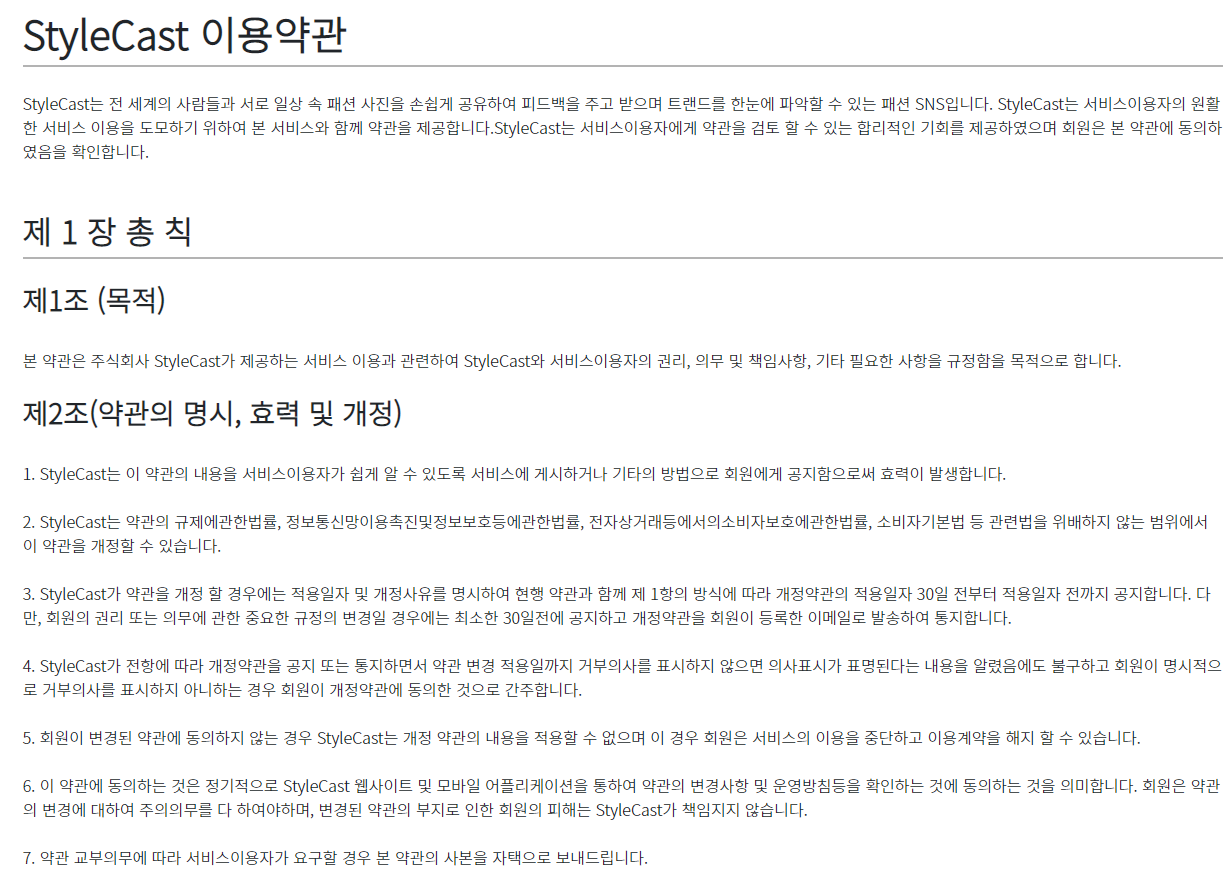 StyleCast 이용약관
StyleCast는 전 세계의 사람들과 서로 일상 속 패션 사진을 손쉽게 공유하여 피드백을 주고 받으며 트랜드를 한눈에 파악할 수 있는 패션 SNS입니다. StyleCast는 서비스이용자의 원활
한 서비스 이용을 도모하기 위하여 본 서비스와 함께 약관을 제공합니다.StyleCast는 서비스이용자에게 약관을 검토 할 수 있는 합리적인 기회를 제공하였으며 회원은 본 약관에 동의하
였음을 확인합니다.
제 1 장 총 칙
제1조 (목적)
본 약관은 주식회사 StyleCast가 제공하는 서비스 이용과 관련하여 StyleCast와 서비스이용자의 권리, 의무 및 책임사항, 기타 필요한 사항을 규정함을 목적으로 합니다.
제2조(약관의 명시, 효력 및 개정)
1. StyleCast는 이 약관의 내용을 서비스이용자가 쉽게 알 수 있도록 서비스에 게시하거나 기타의 방법으로 회원에게 공지함으로써 효력이 발생합니다.
2. StyleCast는 약관의 규제에관한법률, 정보통신망이용촉진및정보보호등에관한법률, 전자상거래등에서의소비자보호에관한법률, 소비자기본법 등 관련법을 위배하지 않는 범위에서
이 약관을 개정할 수 있습니다.
3. StyleCast가 약관을 개정 할 경우에는 적용일자 및 개정사유를 명시하여 현행 약관과 함께 제 1항의 방식에 따라 개정약관의 적용일자 30일 전부터 적용일자 전까지 공지합니다. 다
만, 회원의 권리 또는 의무에 관한 중요한 규정의 변경일 경우에는 최소한 30일전에 공지하고 개정약관을 회원이 등록한 이메일로 발송하여 통지합니다.
4. StyleCast가 전항에 따라 개정약관을 공지 또는 통지하면서 약관 변경 적용일까지 거부의사를 표시하지 않으면 의사표시가 표명된다는 내용을 알렸음에도 불구하고 회원이 명시적으
로 거부의사를 표시하지 아니하는 경우 회원이 개정약관에 동의한 것으로 간주합니다.
5. 회원이 변경된 약관에 동의하지 않는 경우 StyleCast는 개정 약관의 내용을 적용할 수 없으며 이 경우 회원은 서비스의 이용을 중단하고 이용계약을 해지 할 수 있습니다.
6. 이 약관에 동의하는 것은 정기적으로 StyleCast 웹사이트 및 모바일 어플리케이션을 통하여 약관의 변경사항 및 운영방침등을 확인하는 것에 동의하는 것을 의미합니다. 회원은 약관
의 변경에 대하여 주의의무를 다 하여야하며, 변경된 약관의 부지로 인한 회원의 피해는 StyleCast가 책임지지 않습니다.
7. 약관 교부의무에 따라 서비스이용자가 요구할 경우 본 약관의 사본을 자택으로 보내드립니다.